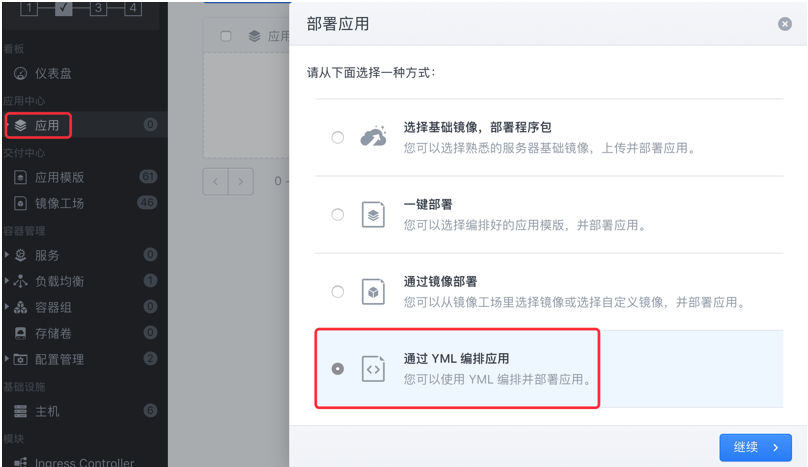 1 3 4
看板
仪表盘
应用中心
应用 0
交付中心
应用模版 61
镜像工场 46
容器管理
服务 0
负载均衡 1
容器组 0
存储卷 0
配置管理 2
基础设施
主机 6
模块
Ingress Controller
应用
0 -
部署应用
请从下面选择一种方式：
选择基础镜像，部署程序包
您可以选择熟悉的服务器基础镜像，上传并部署应用。
一键部署
您可以选择编排好的应用模版，并部署应用。
通过镜像部署
您可以从镜像工场里选择镜像或选择自定义镜像，并部署应用。
通过 YML 编排应用
您可以使用 YML 编排并部署应用。
继续